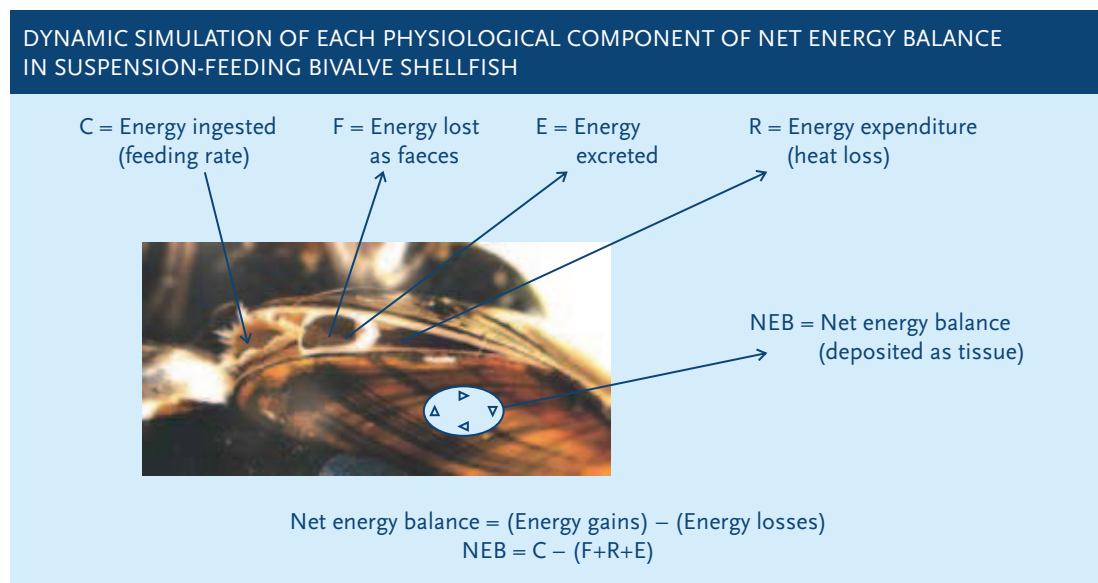 DYNAMIC SIMULATION OF EACH PHYSIOLOGICAL COMPONENT OF NET ENERGY BALANCE
IN SUSPENSION-FEEDING BIVALVE SHELLFISH
C = Energy ingested
(feeding rate)
F = Energy lost
as faeces
E = Energy
excreted
R = Energy expenditure
(heat loss)
NEB = Net energy balance
(deposited as tissue)
Net energy balance = (Energy gains) – (Energy losses)
NEB = C – (F+R+E)